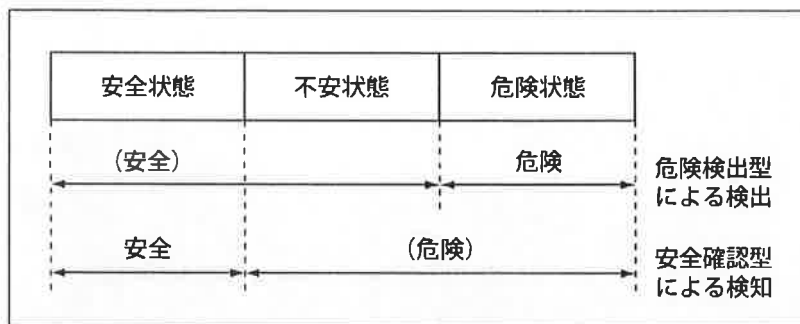 安全状態
不安状態
危険状態
(安全)
危険
危険検出型
による検出
安全
(危険)
安全確認型
による検知